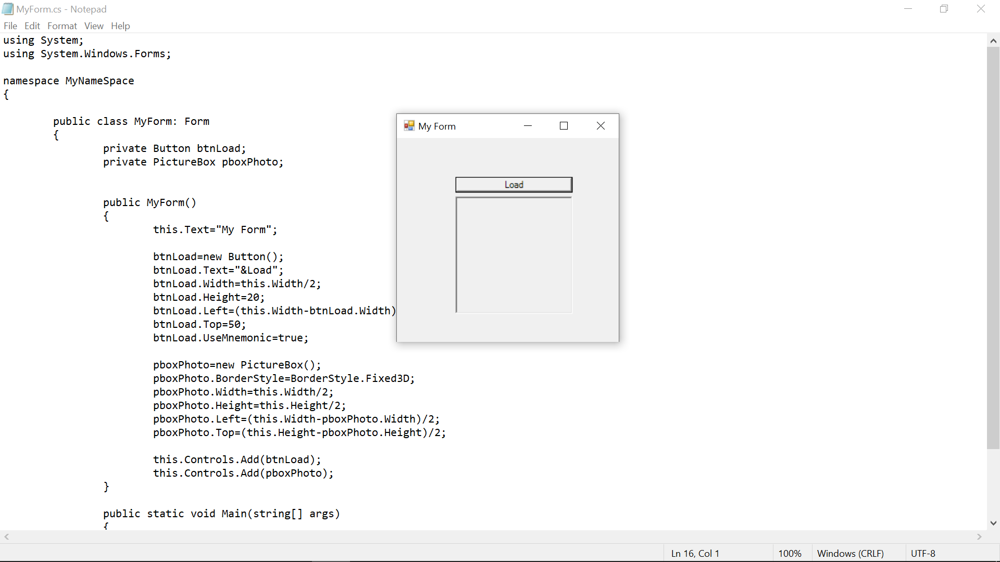 MyForm.cs - Notepad
File Edit Format View Help
using System;
using System.Windows.Forms;
namespace MyNameSpace
{
public class MyForm: Form
{
private Button btnLoad;
private PictureBox pboxPhoto;
public MyForm()
{
this.Text="My Form";
btnLoad=new Button();
btnLoad.Text="&Load";
btnLoad.Width=this.Width/2;
btnLoad.Height=20;
btnLoad.Left=(this.Width-btnLoad.Width)
btnLoad.Top=50;
btnLoad.UseMnemonic=true;
pboxPhoto=new PictureBox();
pboxPhoto.BorderStyle=BorderStyle.Fixed3D;
pboxPhoto.Width=this.Width/2;
pboxPhoto.Height=this.Height/2;
pboxPhoto.Left=(this.Width-pboxPhoto.Width)/2;
pboxPhoto.Top=(this.Height-pboxPhoto.Height)/2;
this.Controls.Add(btnLoad);
this.Controls.Add(pboxPhoto);
}
public static void Main(string[] args)
{
My Form
Load
Ln 16, Col 1
100%
Windows (CRLF)
UTF-8